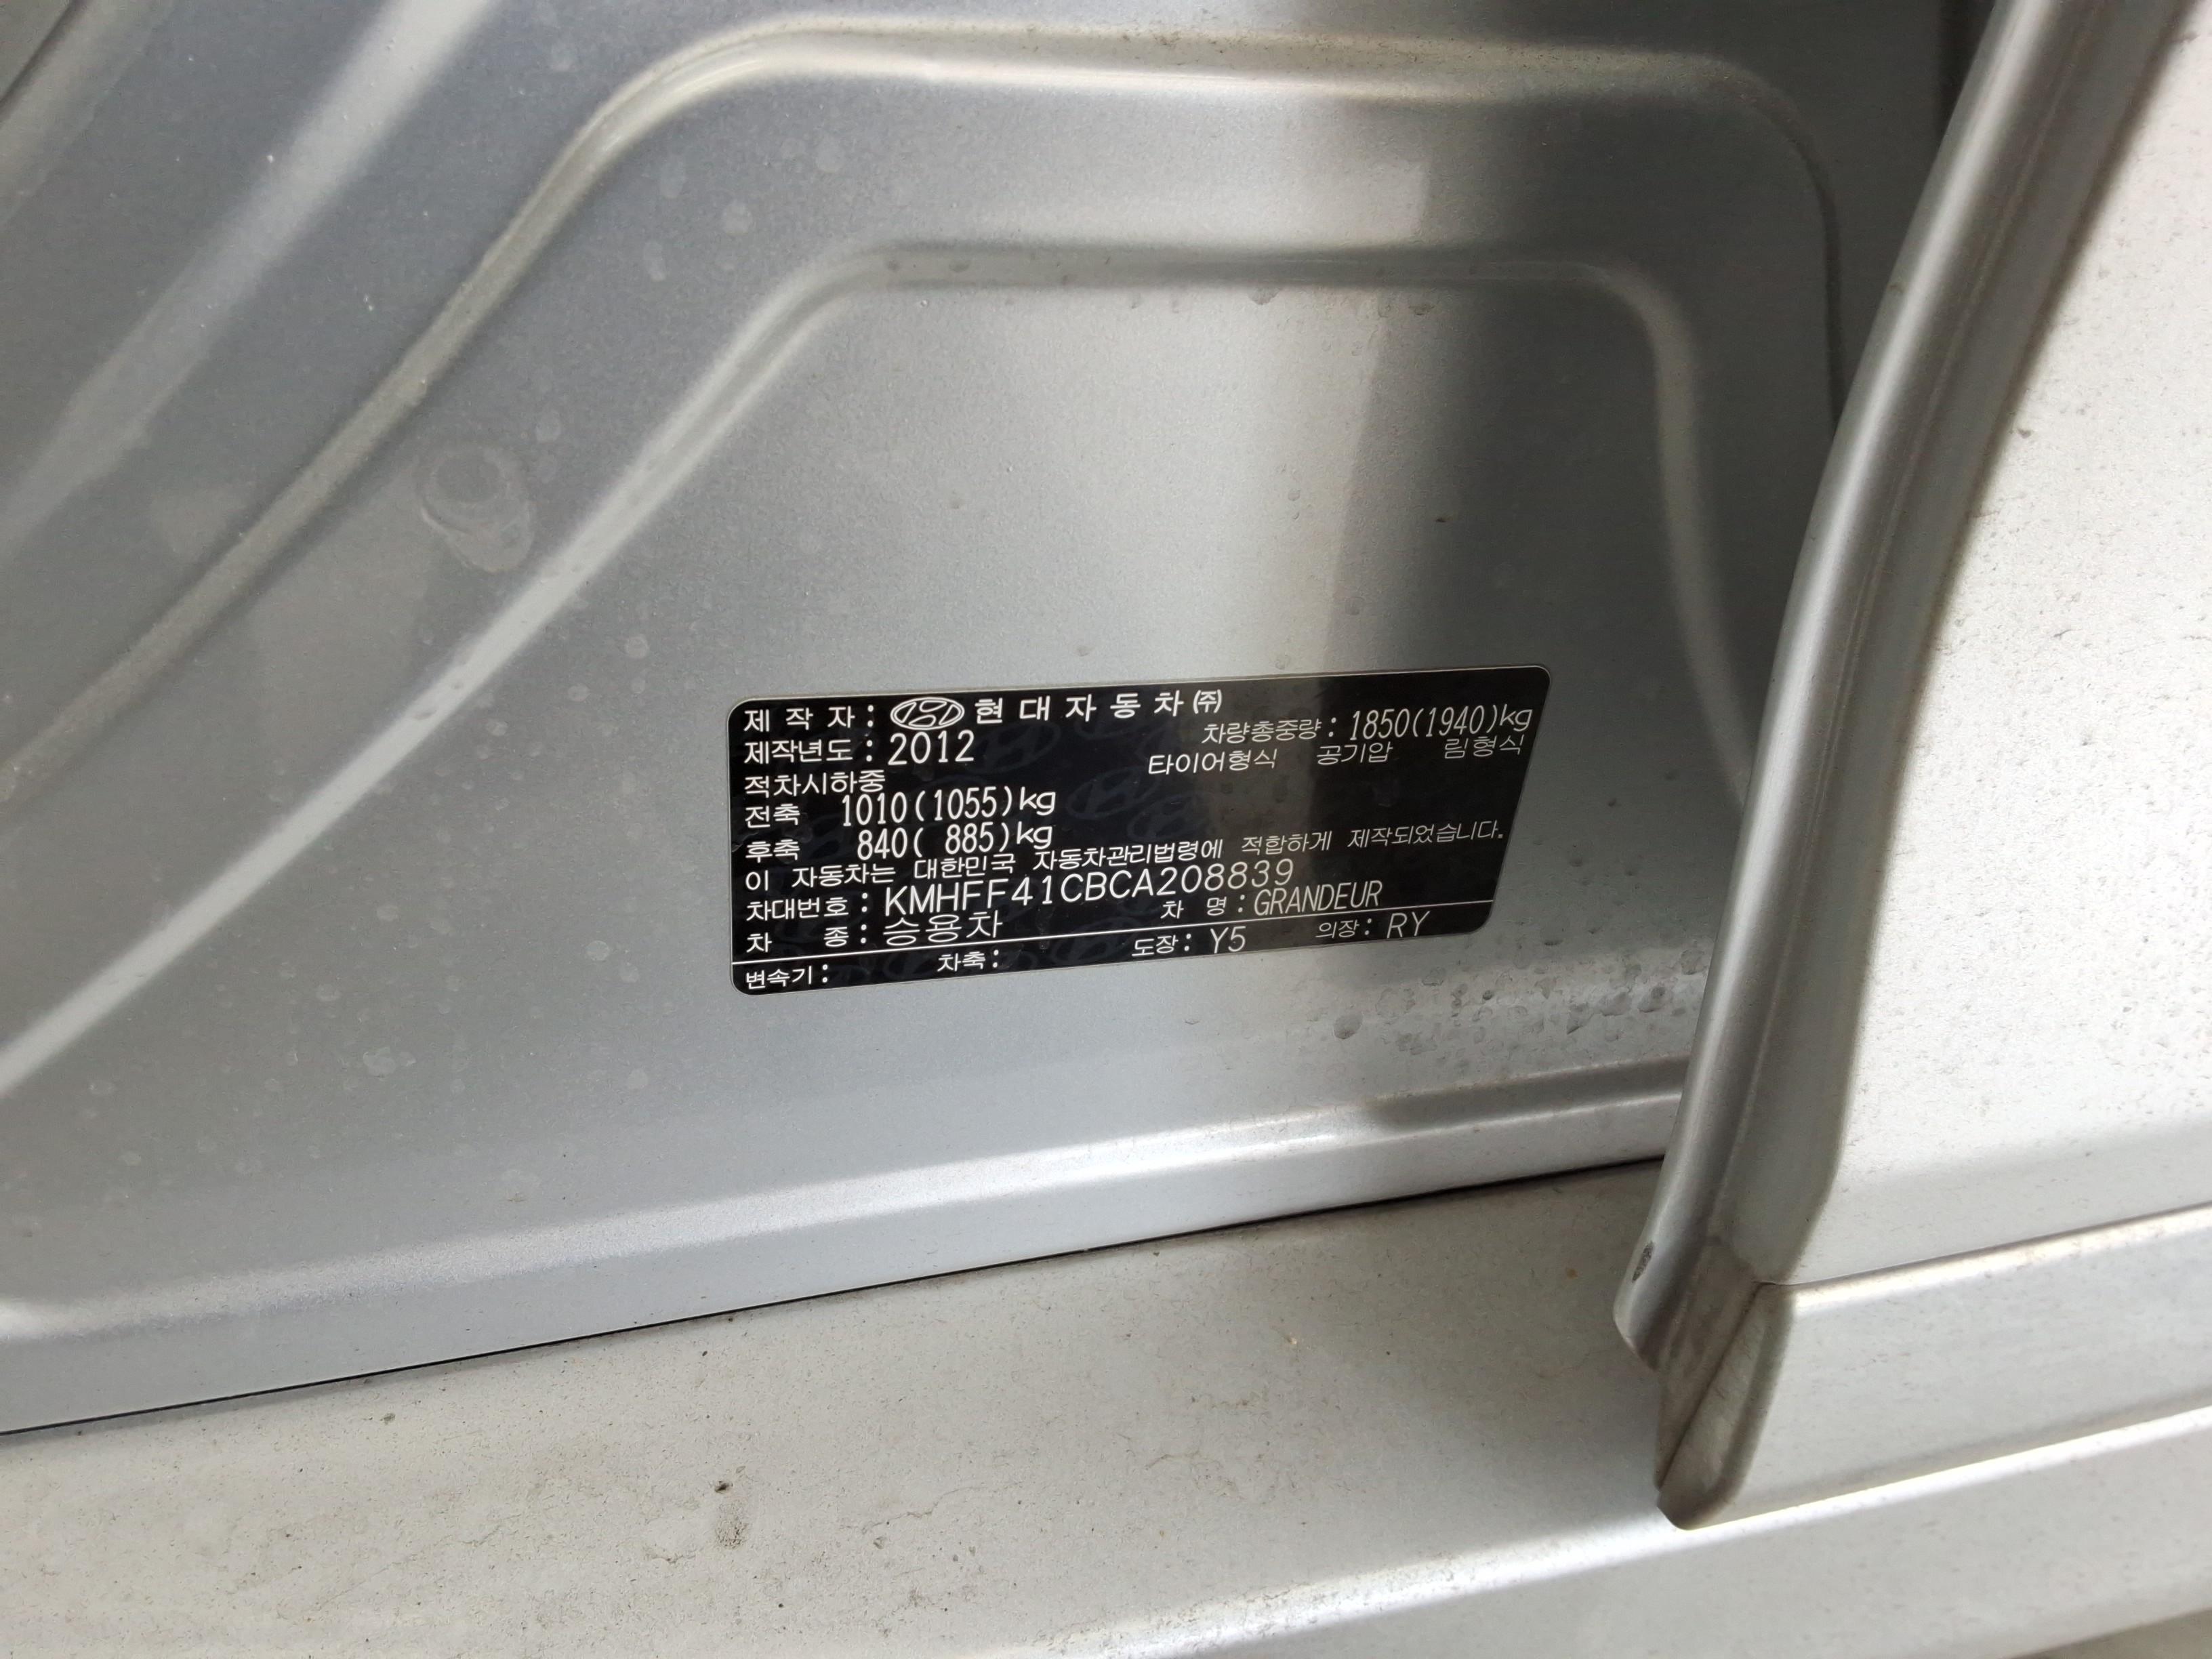 제 작 자 : 현 대 자 동 차 ㈜
제작년도 : 2012 차량총중량 : 1850(1940)kg
적차시하중 타이어형식 공기압 림형식
전축 1010(1055)kg
후축 840( 885)kg
이 자동차는 대한민국 자동차관리법령에 적합하게 제작되었습니다.
차대번호 : KMHFF41CBCA208839
차 종 : 승용차 차 명 : GRANDEUR
변속기 : 차축 : 도장 : Y5 의장 : RY